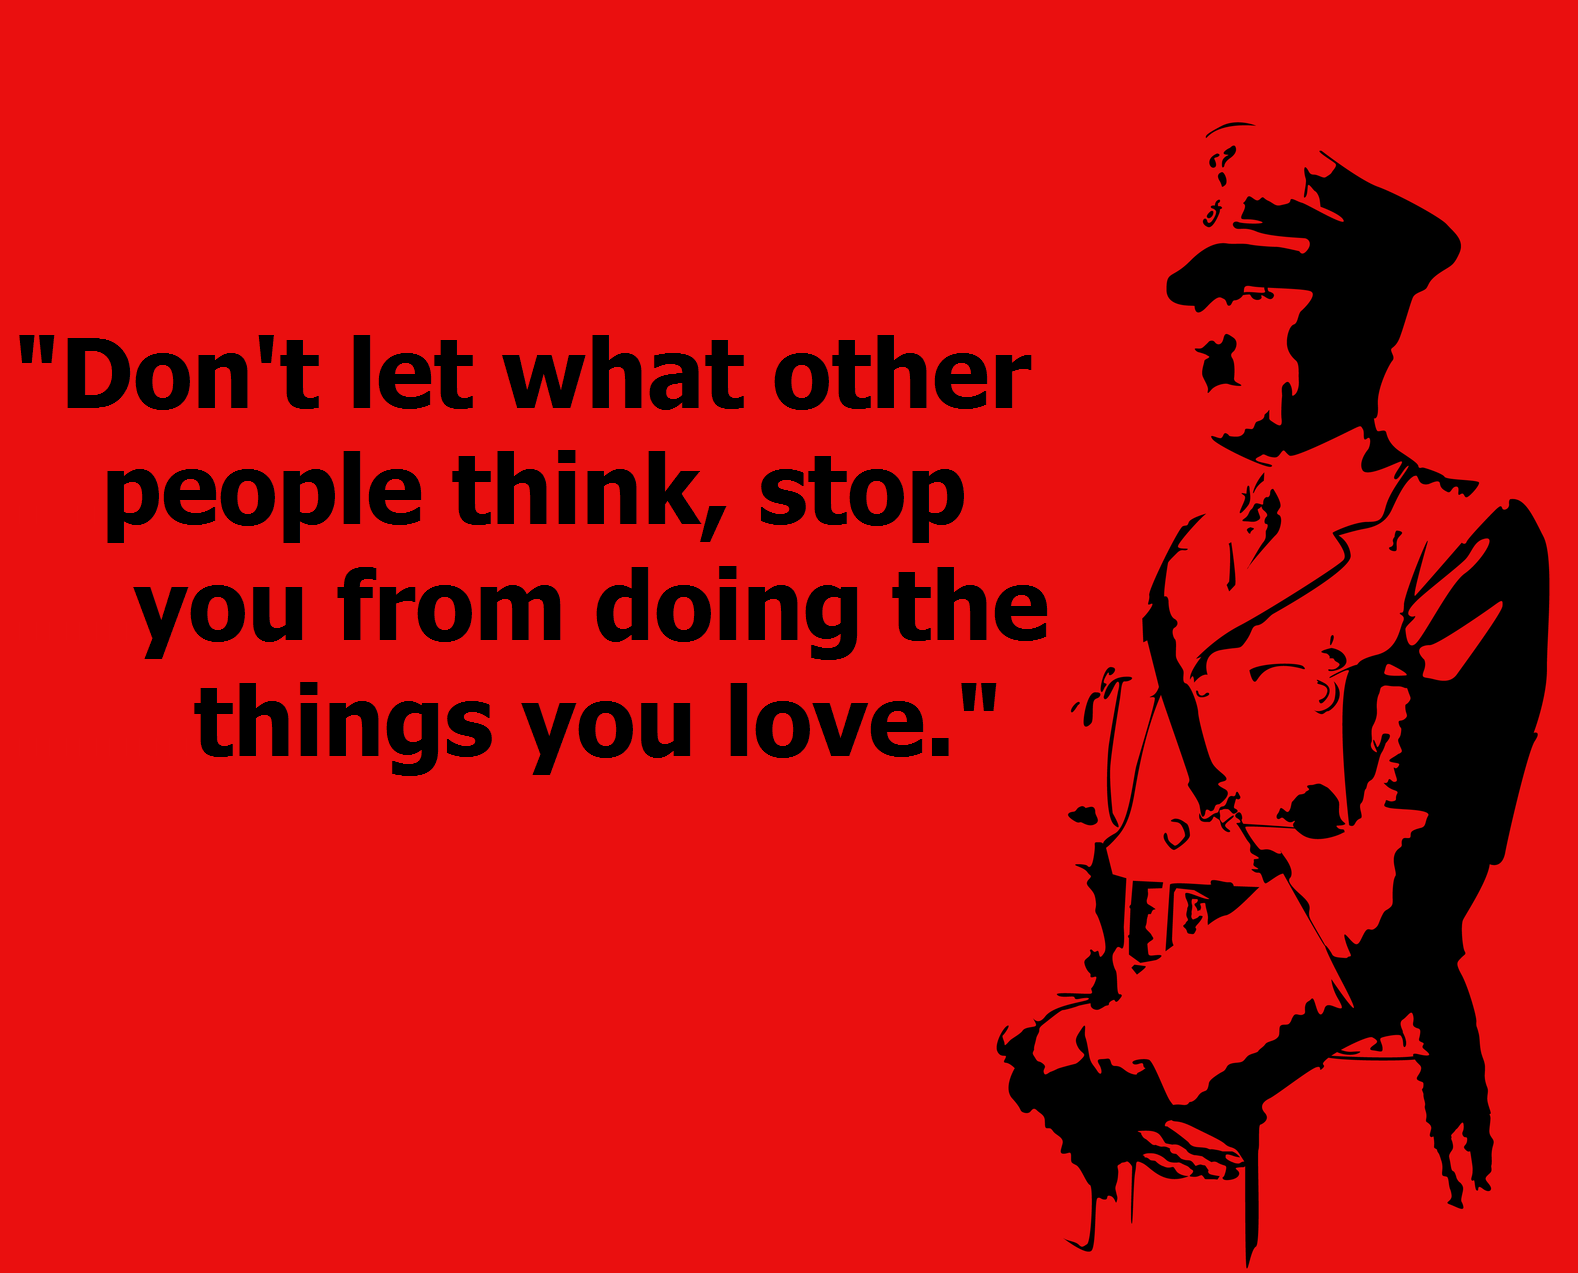 "Don't let what other
people think, stop
you from doing the
things you love."